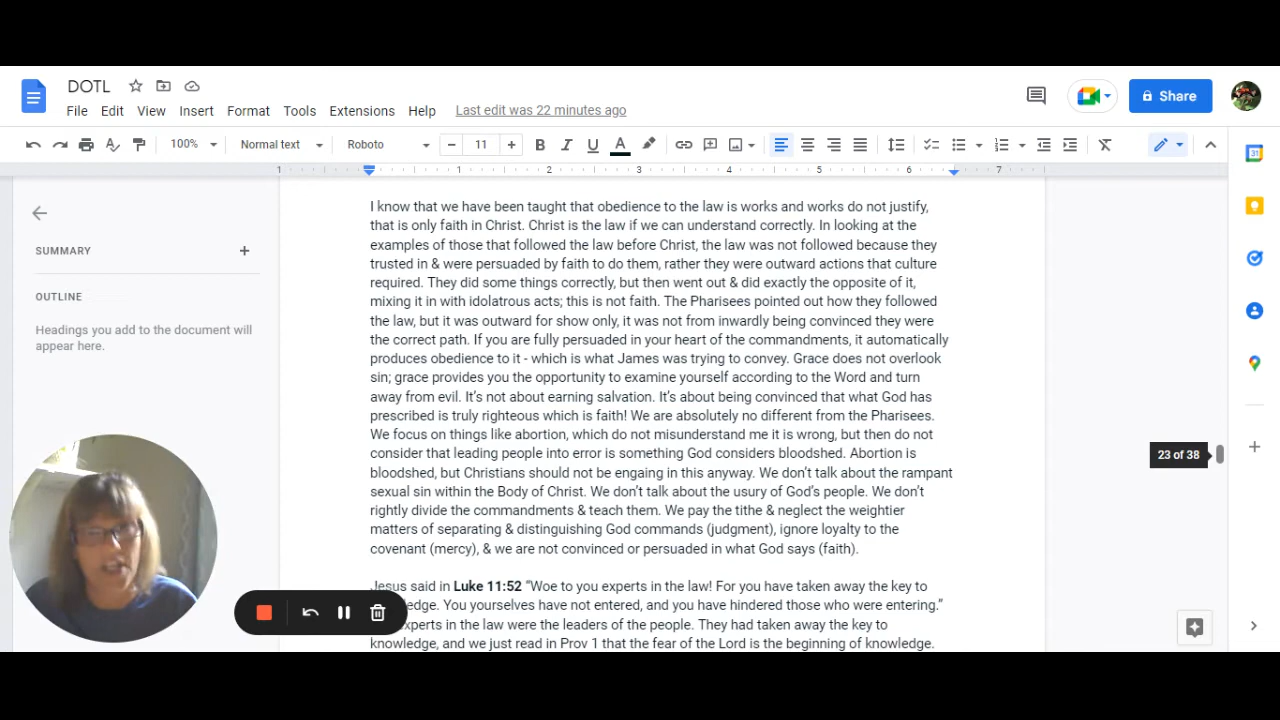 DOTL
File Edit View Insert Format Tools Extensions Help Last edit was 22 minutes ago
Share
100% Normal text Roboto 11
1 1 2 3 4 5 6 7
SUMMARY
OUTLINE
Headings you add to the document will
appear here.
I know that we have been taught that obedience to the law is works and works do not justify,
that is only faith in Christ. Christ is the law if we can understand correctly. In looking at the
examples of those that followed the law before Christ, the law was not followed because they
trusted in & were persuaded by faith to do them, rather they were outward actions that culture
required. They did some things correctly, but then went out & did exactly the opposite of it,
mixing it in with idolatrous acts; this is not faith. The Pharisees pointed out how they followed
the law, but it was outward for show only, it was not from inwardly being convinced they were
the correct path. If you are fully persuaded in your heart of the commandments, it automatically
produces obedience to it - which is what James was trying to convey. Grace does not overlook
sin; grace provides you the opportunity to examine yourself according to the Word and turn
away from evil. It's not about earning salvation. It's about being convinced that what God has
prescribed is truly righteous which is faith! We are absolutely no different from the Pharisees.
We focus on things like abortion, which do not misunderstand me it is wrong, but then do not
consider that leading people into error is something God considers bloodshed. Abortion is
bloodshed, but Christians should not be engaing in this anyway. We don't talk about the rampant
sexual sin within the Body of Christ. We don't talk about the usury of God's people. We don't
rightly divide the commandments & teach them. We pay the tithe & neglect the weightier
matters of separating & distinguishing God commands (judgment), ignore loyalty to the
covenant (mercy), & we are not convinced or persuaded in what God says (faith).
Jesus said in Luke 11:52 "Woe to you experts in the law! For you have taken away the key to
edge. You yourselves have not entered, and you have hindered those who were entering."
experts in the law were the leaders of the people. They had taken away the key to
knowledge, and we just read in Prov 1 that the fear of the Lord is the beginning of knowledge.
23 of 38
31